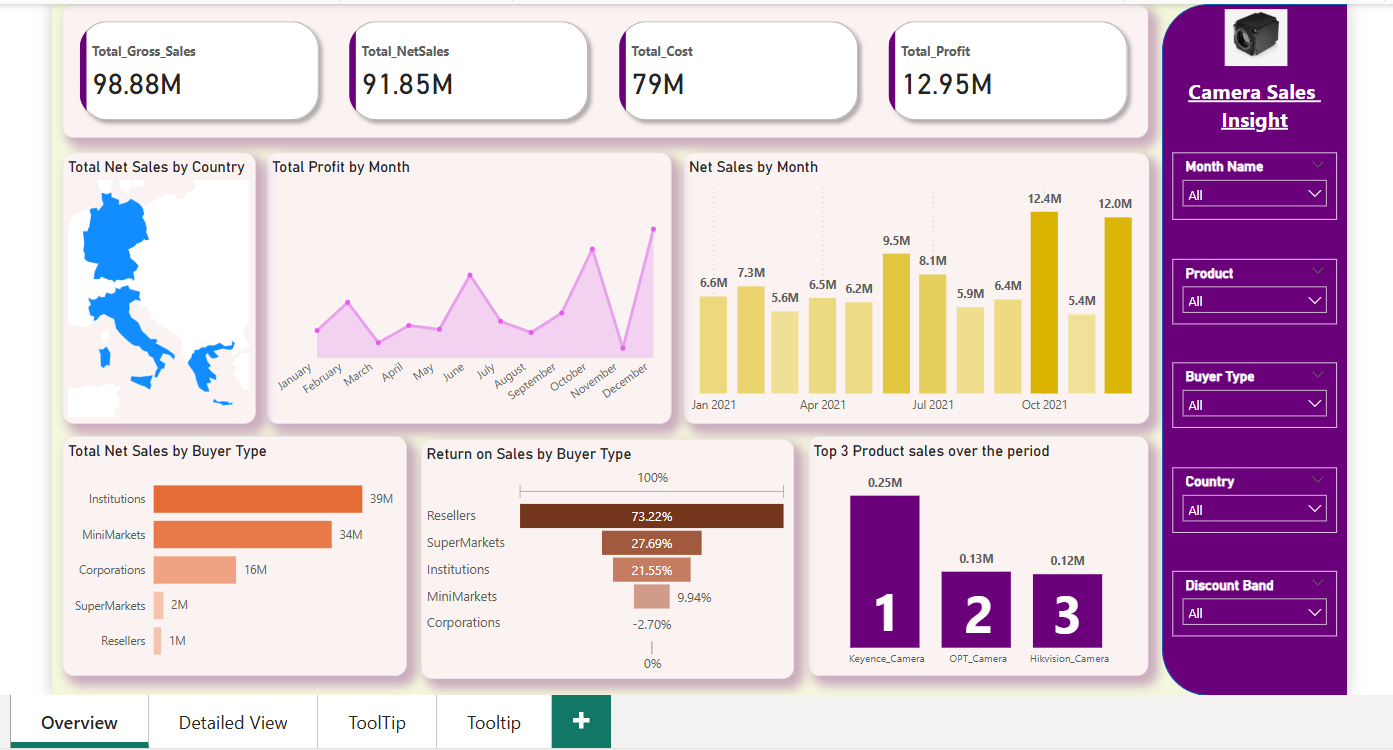 Total_Gross_Sales
98.88M
Total_NetSales
91.85M
Total_Cost
79M
Total_Profit
12.95M
Camera Sales
Insight
Month Name
All
Product
All
Buyer Type
All
Country
All
Discount Band
All
Total Net Sales by Country
Total Profit by Month
January
February
March
April
May
June
July
August
September
October
November
December
Net Sales by Month
6.6M
7.3M
5.6M
6.5M
6.2M
9.5M
8.1M
5.9M
6.4M
12.4M
5.4M
12.0M
Jan 2021
Apr 2021
Jul 2021
Oct 2021
Total Net Sales by Buyer Type
Institutions 39M
MiniMarkets 34M
Corporations 16M
SuperMarkets 2M
Resellers 1M
Return on Sales by Buyer Type
100%
Resellers 73.22%
SuperMarkets 27.69%
Institutions 21.55%
MiniMarkets 9.94%
Corporations -2.70%
0%
Top 3 Product sales over the period
0.25M
0.13M
0.12M
1
2
3
Keyence_Camera
OPT_Camera
Hikvision_Camera
Overview
Detailed View
ToolTip
Tooltip
+